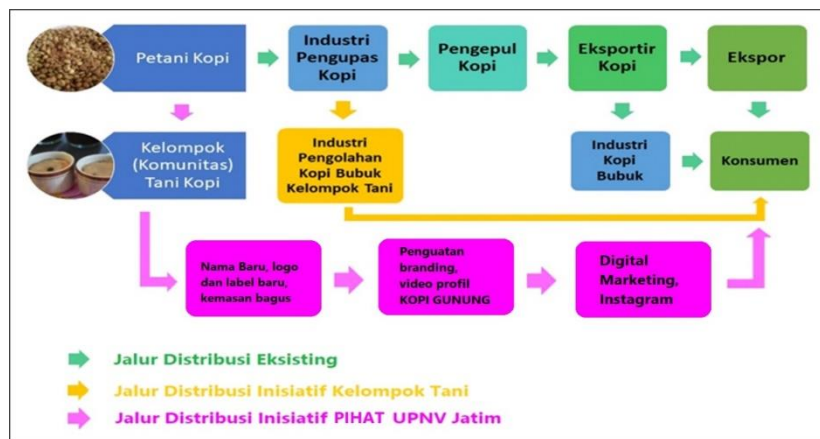 Petani Kopi
Industri
Pengupas
Kopi
Pengepul
Kopi
Eksportir
Kopi
Ekspor
Kelompok
(Komunitas)
Tani Kopi
Industri
Pengolahan
Kopi Bubuk
Kelompok Tani
Industri
Kopi
Bubuk
Konsumen
Nama Baru, logo
dan label baru,
kemasan bagus
Penguatan
branding,
video profil
KOPI GUNUNG
Digital
Marketing,
Instagram
Jalur Distribusi Eksisting
Jalur Distribusi Inisiatif Kelompok Tani
Jalur Distribusi Inisiatif PIHAT UPNV Jatim